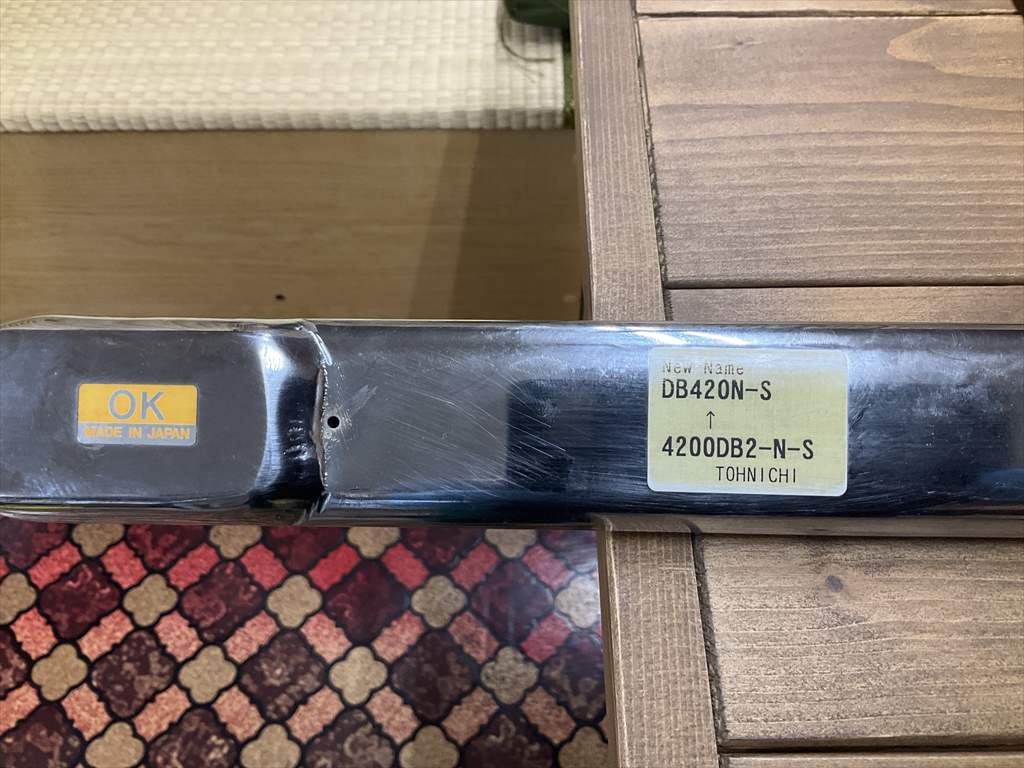 OK
MADE IN JAPAN
New Name
DB420N-S
↑
4200DB2-N-S
TOHNICHI